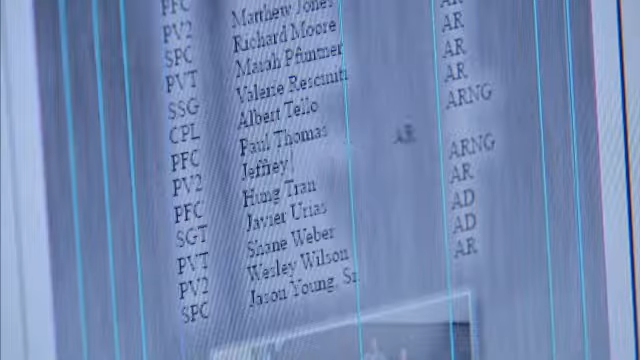 PFC
PV2 Matthew Jones
SPC Richard Moore AR
PVT Pfimmer AR
SSG Valerie Resciniti AR
CPL Albert Tello AR
PFC Paul Thomas ARNG
PV2 Jeffrey AR
PFC Hung Tran ARNG
SGT Javier Urias AR
PVT Shane Weber AD
PV2 Wesley Wilson AD
SPC Jason Young, Sr. AR